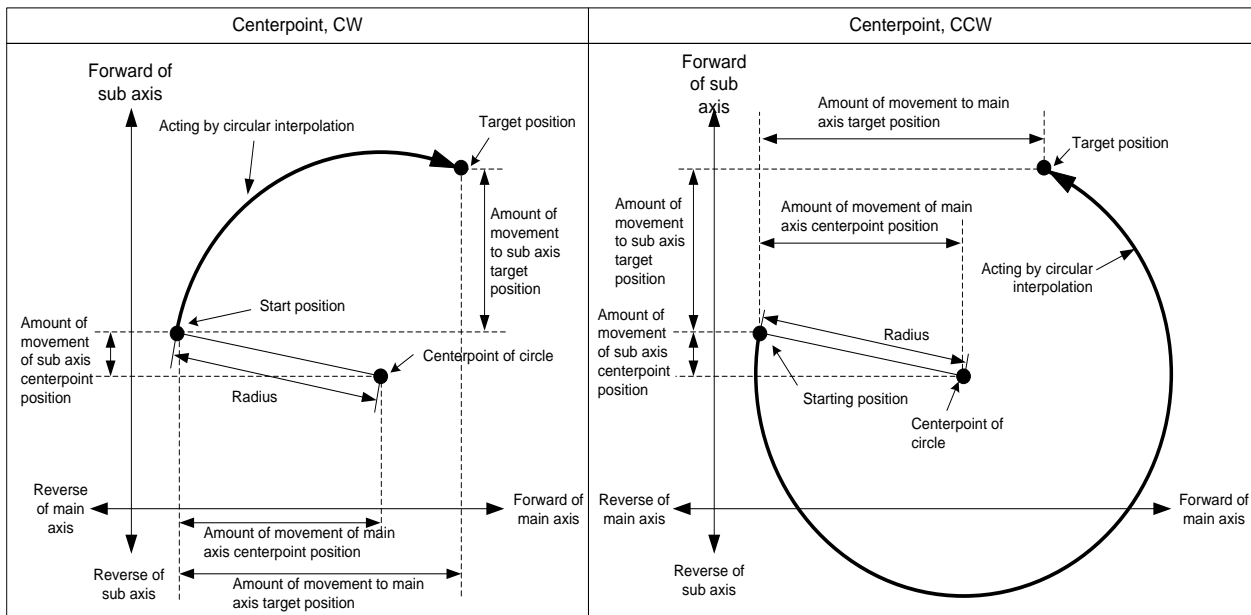 Centerpoint, CW
Forward of
sub axis
Acting by circular interpolation
Target position
Amount of
movement
to sub axis
target
position
Start position
Amount of
movement
of sub axis
centerpoint
position
Centerpoint of circle
Radius
Reverse
of main
axis
Forward of
main axis
Amount of movement of main
axis centerpoint position
Reverse of
sub axis
Amount of movement to main
axis target position
Centerpoint, CCW
Forward
of sub
axis
Amount of movement to main
axis target position
Target position
Amount of
movement
to sub axis
target
position
Amount of movement of main
axis centerpoint position
Acting by circular
interpolation
Amount of
movement
of sub axis
centerpoint
position
Radius
Starting position
Centerpoint of
circle
Reverse
of main axis
Forward of
main axis
Reverse of
sub axis